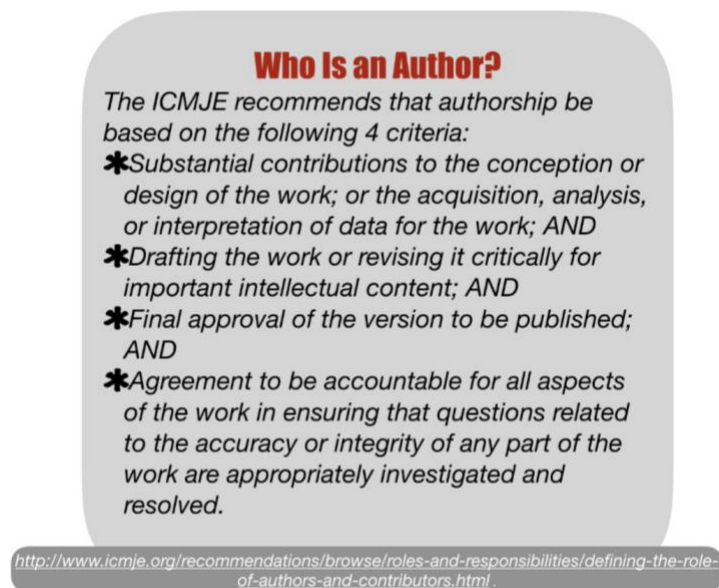 Who Is an Author?
The ICMJE recommends that authorship be
based on the following 4 criteria:
✱Substantial contributions to the conception or
design of the work; or the acquisition, analysis,
or interpretation of data for the work; AND
✱Drafting the work or revising it critically for
important intellectual content; AND
✱Final approval of the version to be published;
AND
✱Agreement to be accountable for all aspects
of the work in ensuring that questions related
to the accuracy or integrity of any part of the
work are appropriately investigated and
resolved.
http://www.icmje.org/recommendations/browse/roles-and-responsibilities/defining-the-role-
of-authors-and-contributors.html .